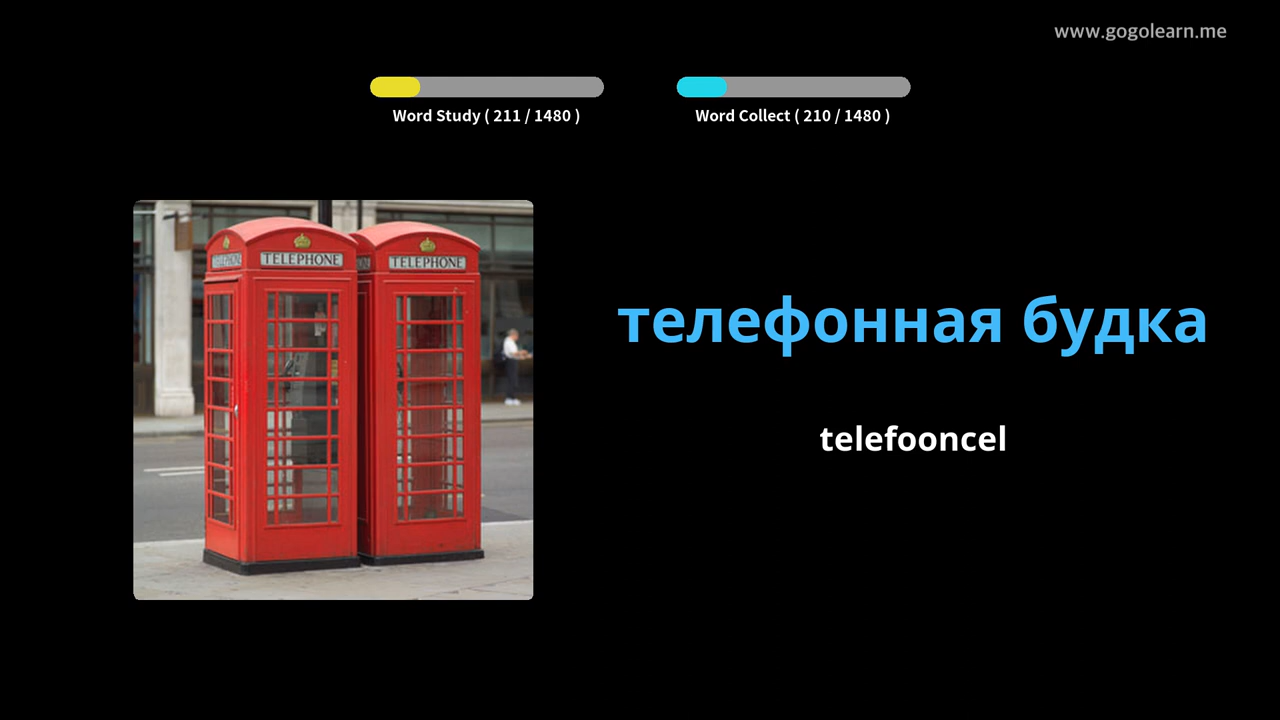 www.gogolearn.me
Word Study ( 211 / 1480 )
Word Collect ( 210 / 1480 )
TELEPHONE
TELEPHONE
телефонная будка
telefooncel